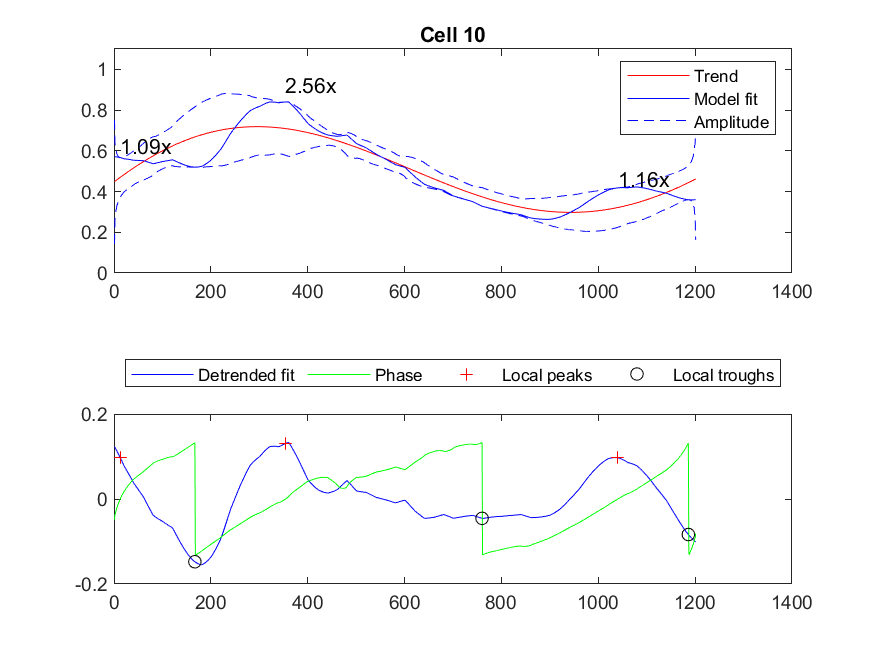 Cell 10
1
0.8
0.6
0.4
0.2
0
2.56x
1.09x
1.16x
Trend
Model fit
Amplitude
0 200 400 600 800 1000 1200 1400
Detrended fit Phase Local peaks Local troughs
0.2
0
-0.2
0 200 400 600 800 1000 1200 1400